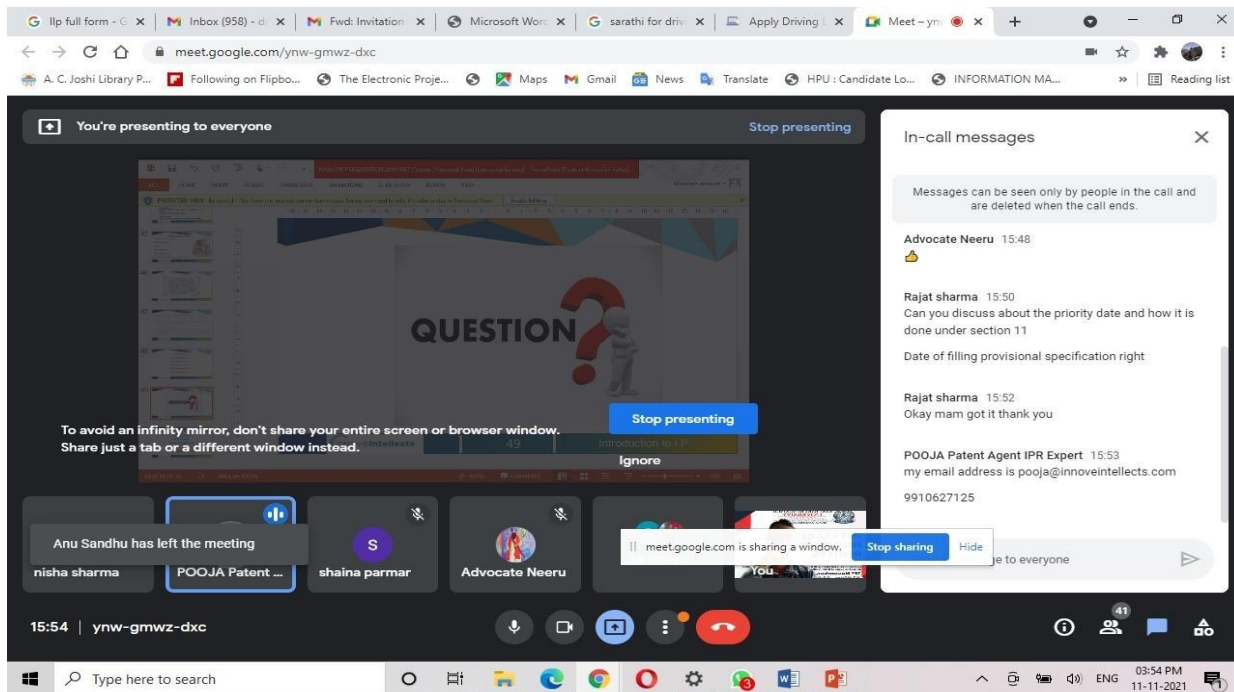 llp full form - G
Inbox (958) - d
Fwd: Invitation
Microsoft Word
sarathi for driv
Apply Driving L
Meet – yn
meet.google.com/ynw-gmwz-dxc
A. C. Joshi Library P...
Following on Flipbo...
The Electronic Proje...
Maps
Gmail
News
Translate
HPU : Candidate Lo...
INFORMATION MA...
»
Reading list
You're presenting to everyone
Stop presenting
QUESTION
To avoid an infinity mirror, don't share your entire screen or browser window.
Share just a tab or a different window instead.
Stop presenting
Ignore
49
Introduction to I P
Anu Sandhu has left the meeting
nisha sharma
POOJA Patent ...
S
shaina parmar
Advocate Neeru
You
meet.google.com is sharing a window.
Stop sharing
Hide
In-call messages
Messages can be seen only by people in the call and
are deleted when the call ends.
Advocate Neeru 15:48
Rajat sharma 15:50
Can you discuss about the priority date and how it is
done under section 11
Date of filling provisional specification right
Rajat sharma 15:52
Okay mam got it thank you
POOJA Patent Agent IPR Expert 15:53
my email address is pooja@innoveintellects.com
9910627125
to everyone
15:54 | ynw-gmwz-dxc
41
Type here to search
3
ENG
03:54 PM
11-11-2021